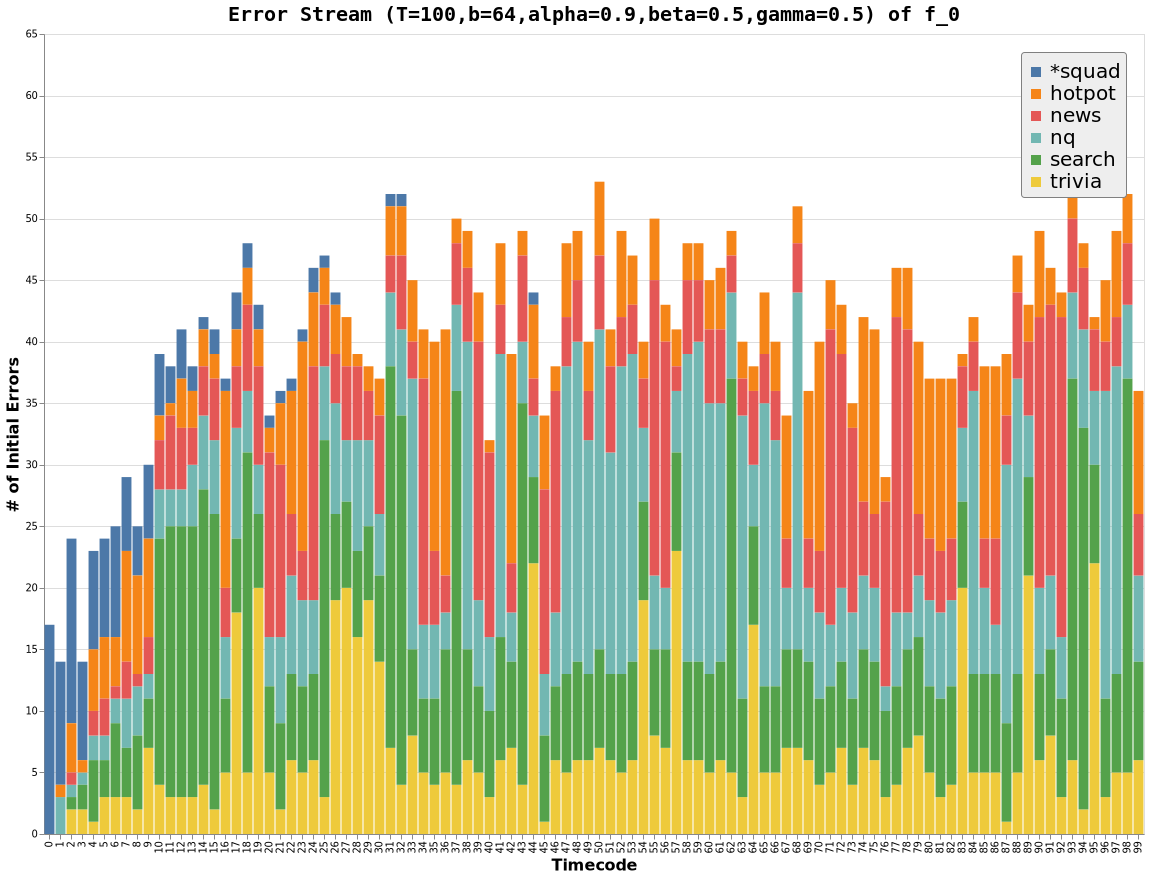 Error Stream (T=100,b=64,alpha=0.9,beta=0.5,gamma=0.5) of f_0
*squad
hotpot
news
nq
search
trivia
# of Initial Errors
65
60
55
50
45
40
35
30
25
20
15
10
5
0
0 1 2 3 4 5 6 7 8 9 10 11 12 13 14 15 16 17 18 19 20 21 22 23 24 25 26 27 28 29 30 31 32 33 34 35 36 37 38 39 40 41 42 43 44 45 46 47 48 49 50 51 52 53 54 55 56 57 58 59 60 61 62 63 64 65 66 67 68 69 70 71 72 73 74 75 76 77 78 79 80 81 82 83 84 85 86 87 88 89 90 91 92 93 94 95 96 97 98 99
Timecode